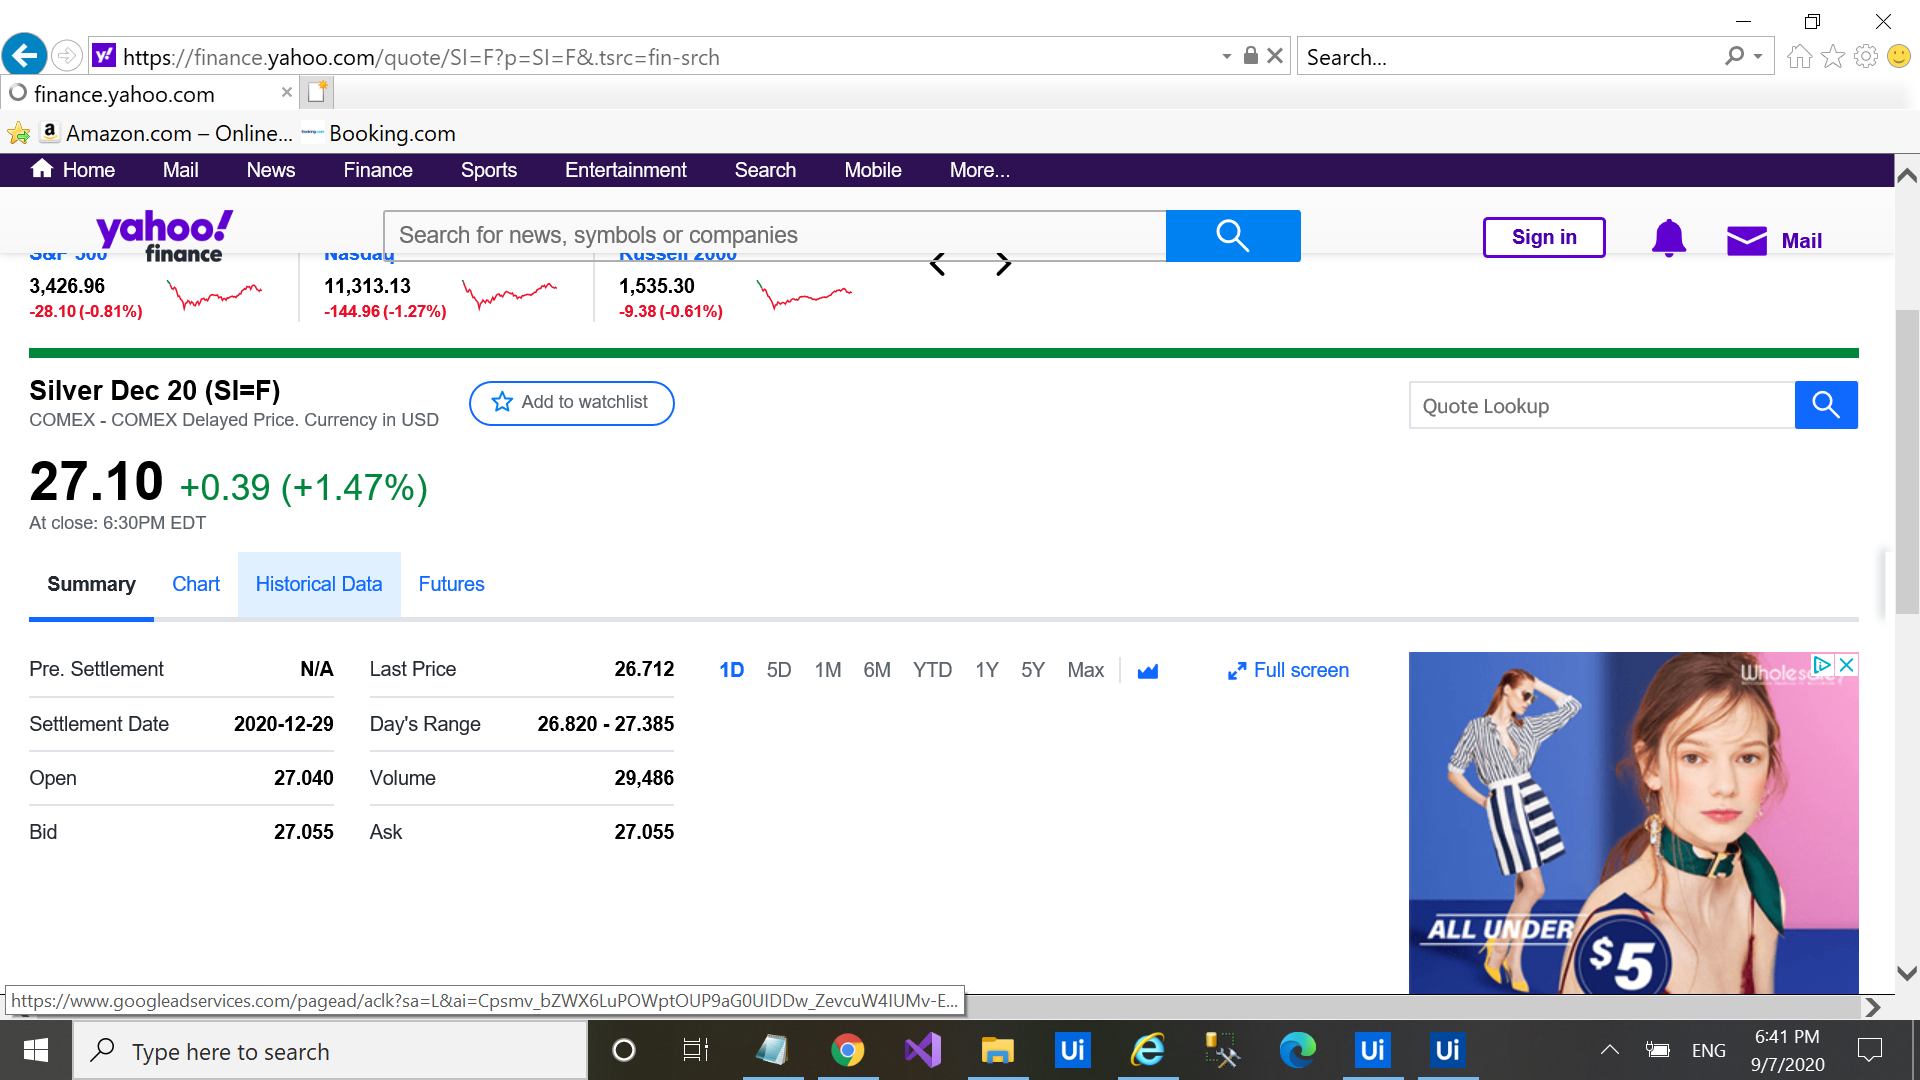 https://finance.yahoo.com/quote/SI=F?p=SI=F&.tsrc=fin-srch
Search...
finance.yahoo.com
Amazon.com – Online...
Booking.com
Home Mail News Finance Sports Entertainment Search Mobile More...
yahoo!
finance
Search for news, symbols or companies
Sign in
Mail
S&P 500 Nasdaq Russell 2000
3,426.96 11,313.13 1,535.30
-28.10 (-0.81%) -144.96 (-1.27%) -9.38 (-0.61%)
Silver Dec 20 (SI=F)
Add to watchlist
Quote Lookup
COMEX - COMEX Delayed Price. Currency in USD
27.10 +0.39 (+1.47%)
At close: 6:30PM EDT
Summary Chart Historical Data Futures
Pre. Settlement N/A Last Price 26.712
1D 5D 1M 6M YTD 1Y 5Y Max Full screen
Settlement Date 2020-12-29 Day's Range 26.820 - 27.385
Open 27.040 Volume 29,486
Bid 27.055 Ask 27.055
ALL UNDER
$5
https://www.googleadservices.com/pagead/aclk?sa=L&ai=Cpsmv_bZWX6LuPOWptOUP9aG0UIDDw_ZevcuW4IUMv-E...
Type here to search
Ui Ui Ui
ENG
6:41 PM
9/7/2020